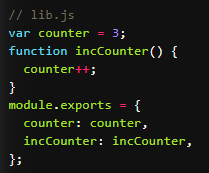 // lib.js
var counter = 3;
function incCounter() {
  counter++;
}
module.exports = {
  counter: counter,
  incCounter: incCounter,
};